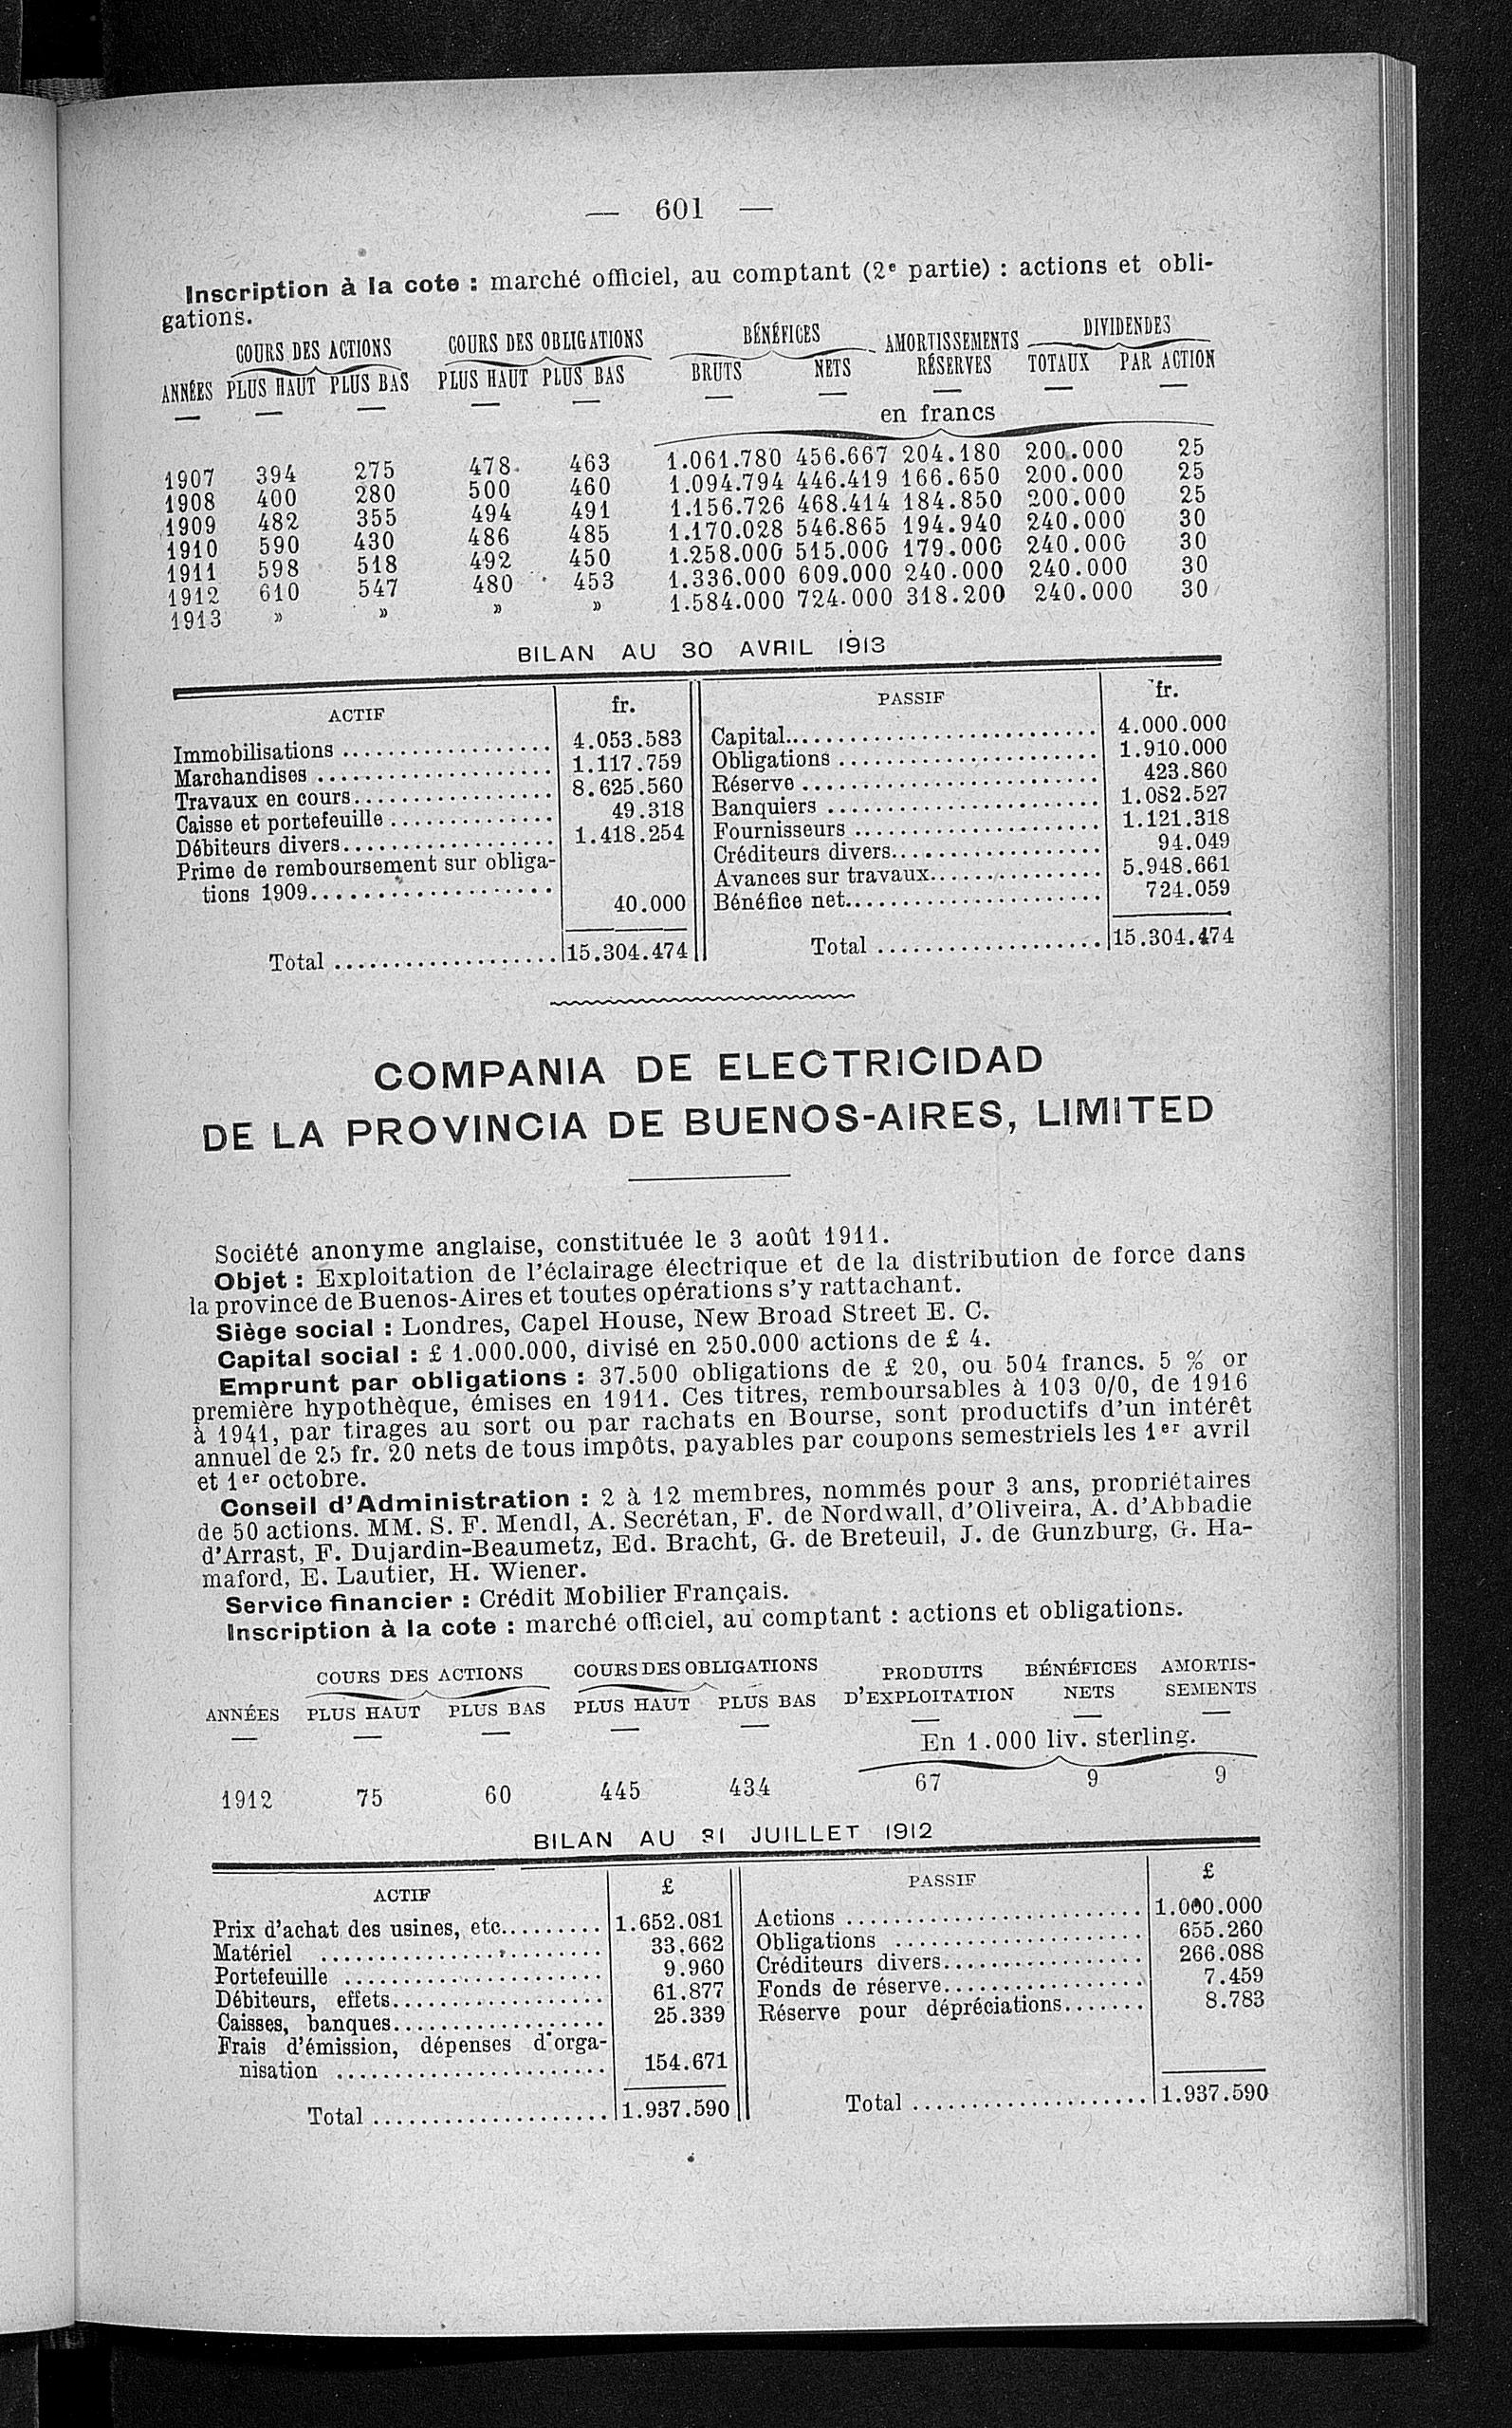 — 601 —
Inscription à la cote : marché officiel, au comptant (2e partie) : actions et obli-
gations.
COURS DES ACTIONS COURS DES OBLIGATIONS BÉNÉFICES AMORTISSEMENTS DIVIDENDES
ANNÉES PLUS HAUT PLUS BAS PLUS HAUT PLUS BAS BRUTS NETS RÉSERVES TOTAUX PAR ACTION
en francs
1907 394 275 478 463 1.061.780 456.667 204.180 200.000 25
1908 400 280 500 460 1.094.794 446.419 166.650 200.000 25
1909 482 355 494 491 1.156.726 468.414 184.850 200.000 25
1910 590 430 486 485 1.170.028 546.865 194.940 240.000 30
1911 598 518 492 450 1.258.000 515.000 179.000 240.000 30
1912 610 547 480 453 1.336.000 609.000 240.000 240.000 30
1913 » » » » 1.584.000 724.000 318.200 240.000 30
BILAN AU 30 AVRIL 1913
ACTIF fr. PASSIF fr.
Immobilisations .................. 4.053.583 Capital........................... 4.000.000
Marchandises .................... 1.117.759 Obligations ...................... 1.910.000
Travaux en cours................. 8.625.560 Réserve ......................... 423.860
Caisse et portefeuille .............. 49.318 Banquiers ....................... 1.082.527
Débiteurs divers.................. 1.418.254 Fournisseurs ..................... 1.121.318
Prime de remboursement sur obliga- Créditeurs divers.................. 94.049
tions 1909.................... Avances sur travaux............... 5.948.661
40.000 Bénéfice net...................... 724.059
Total ................... 15.304.474 Total ................... 15.304.474
COMPANIA DE ELECTRICIDAD
DE LA PROVINCIA DE BUENOS-AIRES, LIMITED
Société anonyme anglaise, constituée le 3 août 1911.
Objet : Exploitation de l'éclairage électrique et de la distribution de force dans
la province de Buenos-Aires et toutes opérations s'y rattachant.
Siège social : Londres, Capel House, New Broad Street E. C.
Capital social : £ 1.000.000, divisé en 250.000 actions de £ 4.
Emprunt par obligations : 37.500 obligations de £ 20, ou 504 francs. 5 % or
première hypothèque, émises en 1911. Ces titres, remboursables à 103 0/0, de 1916
à 1941, par tirages au sort ou par rachats en Bourse, sont productifs d'un intérêt
annuel de 25 fr. 20 nets de tous impôts, payables par coupons semestriels les 1er avril
et 1er octobre.
Conseil d'Administration : 2 à 12 membres, nommés pour 3 ans, propriétaires
de 50 actions. MM. S. F. Mendl, A. Secrétan, F. de Nordwall, d'Oliveira, A. d'Abbadie
d'Arrast, F. Dujardin-Beaumetz, Ed. Bracht, G. de Breteuil, J. de Gunzburg, G. Ha-
maford, E. Lautier, H. Wiener.
Service financier : Crédit Mobilier Français.
Inscription à la cote : marché officiel, au comptant : actions et obligations.
COURS DES ACTIONS COURS DES OBLIGATIONS PRODUITS BÉNÉFICES AMORTIS-
ANNÉES PLUS HAUT PLUS BAS PLUS HAUT PLUS BAS D'EXPLOITATION NETS SEMENTS
En 1.000 liv. sterling.
1912 75 60 445 434 67 9 9
BILAN AU 31 JUILLET 1912
ACTIF £ PASSIF £
Prix d'achat des usines, etc......... 1.652.081 Actions ......................... 1.000.000
Matériel ........................ 33.662 Obligations ..................... 655.260
Portefeuille ...................... 9.960 Créditeurs divers................. 266.088
Débiteurs, effets.................. 61.877 Fonds de réserve................. 7.459
Caisses, banques.................. 25.339 Réserve pour dépréciations....... 8.783
Frais d'émission, dépenses d'orga-
nisation ....................... 154.671
Total .................... 1.937.590 Total .................... 1.937.590